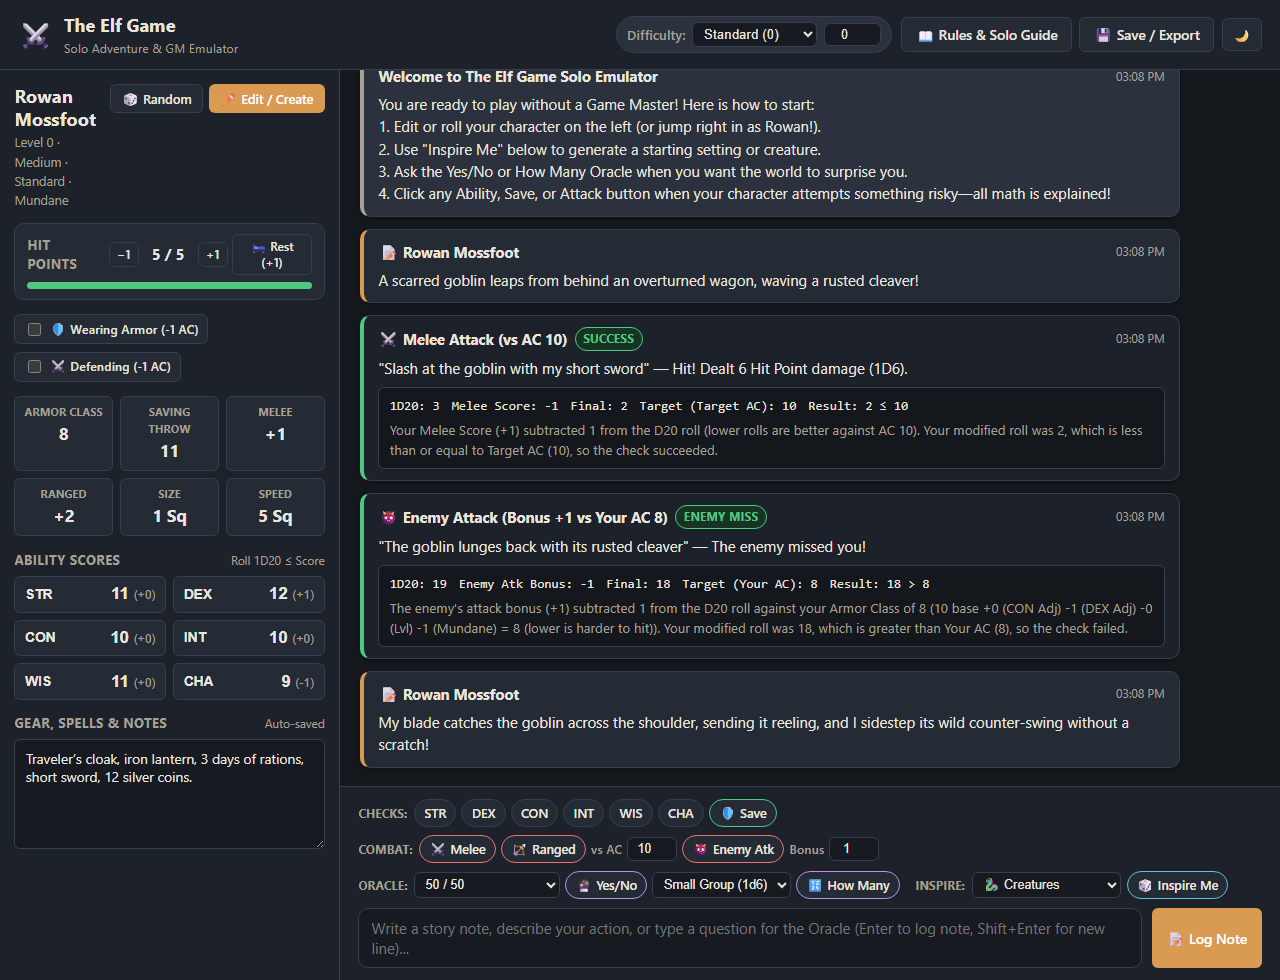 The Elf Game
Solo Adventure & GM Emulator
Difficulty: Standard (0) 0
Rules & Solo Guide
Save / Export
Rowan Mossfoot
Random
Edit / Create
Level 0 ·
Medium ·
Standard ·
Mundane
HIT POINTS
−1
5 / 5
+1
Rest (+1)
Wearing Armor (-1 AC)
Defending (-1 AC)
ARMOR CLASS
8
SAVING THROW
11
MELEE
+1
RANGED
+2
SIZE
1 Sq
SPEED
5 Sq
ABILITY SCORES
Roll 1D20 ≤ Score
STR 11 (+0)
DEX 12 (+1)
CON 10 (+0)
INT 10 (+0)
WIS 11 (+0)
CHA 9 (-1)
GEAR, SPELLS & NOTES
Auto-saved
Traveler's cloak, iron lantern, 3 days of rations,
short sword, 12 silver coins.
Welcome to The Elf Game Solo Emulator
03:08 PM
You are ready to play without a Game Master! Here is how to start:
1. Edit or roll your character on the left (or jump right in as Rowan!).
2. Use "Inspire Me" below to generate a starting setting or creature.
3. Ask the Yes/No or How Many Oracle when you want the world to surprise you.
4. Click any Ability, Save, or Attack button when your character attempts something risky—all math is explained!
Rowan Mossfoot
03:08 PM
A scarred goblin leaps from behind an overturned wagon, waving a rusted cleaver!
Melee Attack (vs AC 10) SUCCESS
03:08 PM
"Slash at the goblin with my short sword" — Hit! Dealt 6 Hit Point damage (1D6).
1D20: 3 Melee Score: -1 Final: 2 Target (Target AC): 10 Result: 2 ≤ 10
Your Melee Score (+1) subtracted 1 from the D20 roll (lower rolls are better against AC 10). Your modified roll was 2, which is less
than or equal to Target AC (10), so the check succeeded.
Enemy Attack (Bonus +1 vs Your AC 8) ENEMY MISS
03:08 PM
"The goblin lunges back with its rusted cleaver" — The enemy missed you!
1D20: 19 Enemy Atk Bonus: -1 Final: 18 Target (Your AC): 8 Result: 18 > 8
The enemy's attack bonus (+1) subtracted 1 from the D20 roll against your Armor Class of 8 (10 base +0 (CON Adj) -1 (DEX Adj) -0
(Lvl) -1 (Mundane) = 8 (lower is harder to hit)). Your modified roll was 18, which is greater than Your AC (8), so the check failed.
Rowan Mossfoot
03:08 PM
My blade catches the goblin across the shoulder, sending it reeling, and I sidestep its wild counter-swing without a
scratch!
CHECKS: STR DEX CON INT WIS CHA Save
COMBAT: Melee Ranged vs AC 10 Enemy Atk Bonus 1
ORACLE: 50 / 50 Yes/No Small Group (1d6) How Many INSPIRE: Creatures Inspire Me
Write a story note, describe your action, or type a question for the Oracle (Enter to log note, Shift+Enter for new
line)...
Log Note